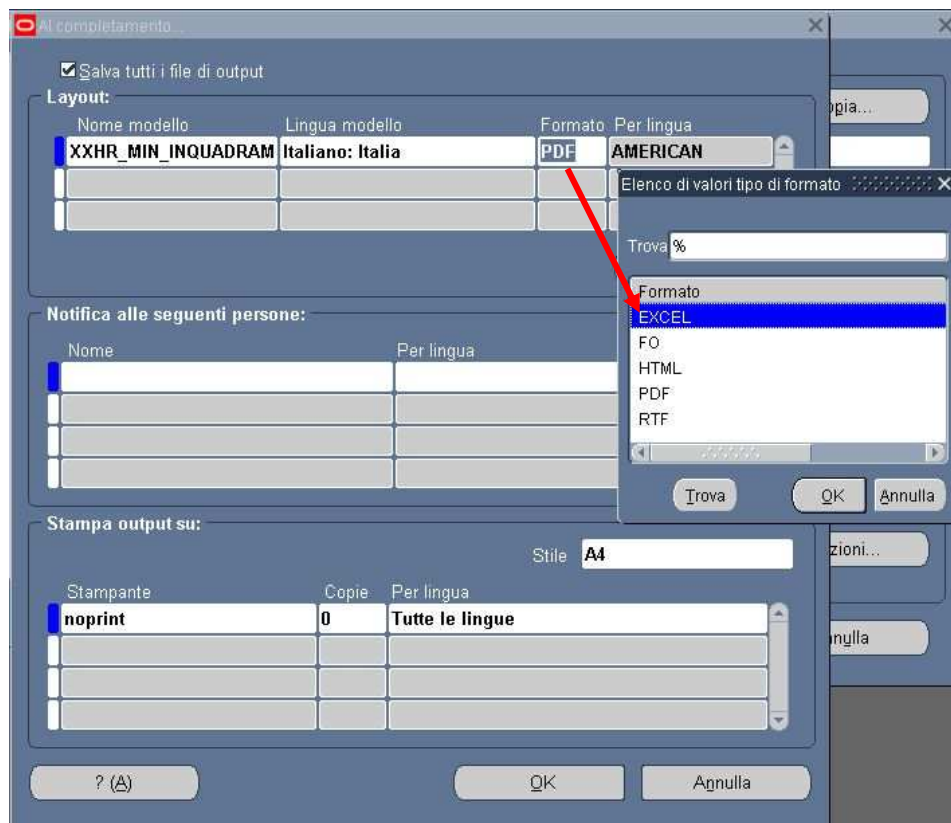 Al completamento...
Salva tutti i file di output
Layout:
Nome modello Lingua modello Formato Per lingua
XXHR_MIN_INQUADRAM Italiano: Italia PDF AMERICAN
opia...
Elenco di valori tipo di formato
Trova %
Formato
EXCEL
FO
HTML
PDF
RTF
Trova OK Annulla
Notifica alle seguenti persone:
Nome Per lingua
Stampa output su:
Stile A4
zioni...
Stampante Copie Per lingua
noprint 0 Tutte le lingue
nnulla
? (A) OK Annulla